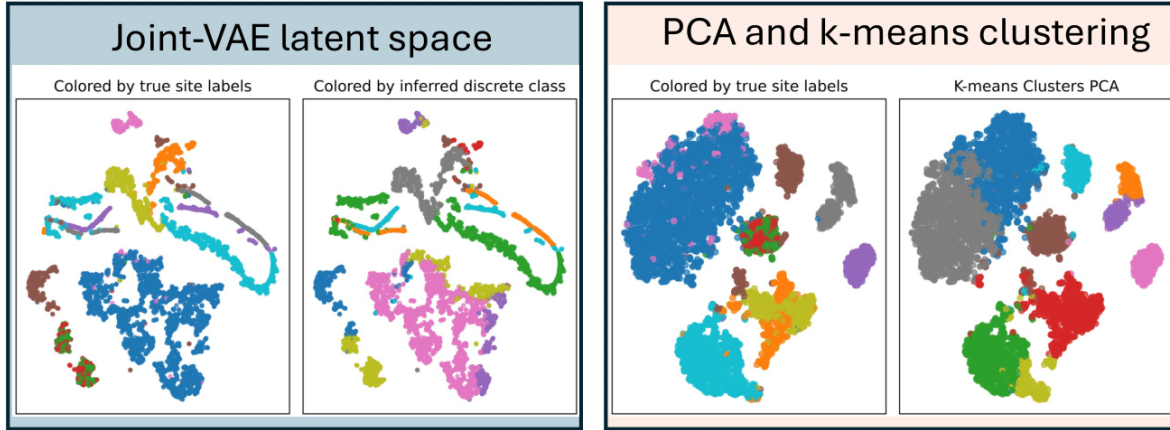 Joint-VAE latent space
Colored by true site labels
Colored by inferred discrete class
PCA and k-means clustering
Colored by true site labels
K-means Clusters PCA